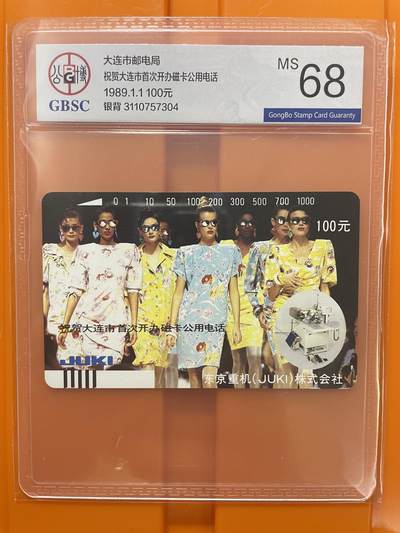 公 BG 藏
GBSC
大连市邮电局
祝贺大连市首次开办磁卡公用电话
1989.1.1 100元
银背 3110757304
MS 68
GongBo Stamp Card Guaranty
0 1 10 50 100 200 300 500 700 1000
100元
祝贺大连市首次开办磁卡公用电话
JUKI
东京重机(JUKI)株式会社